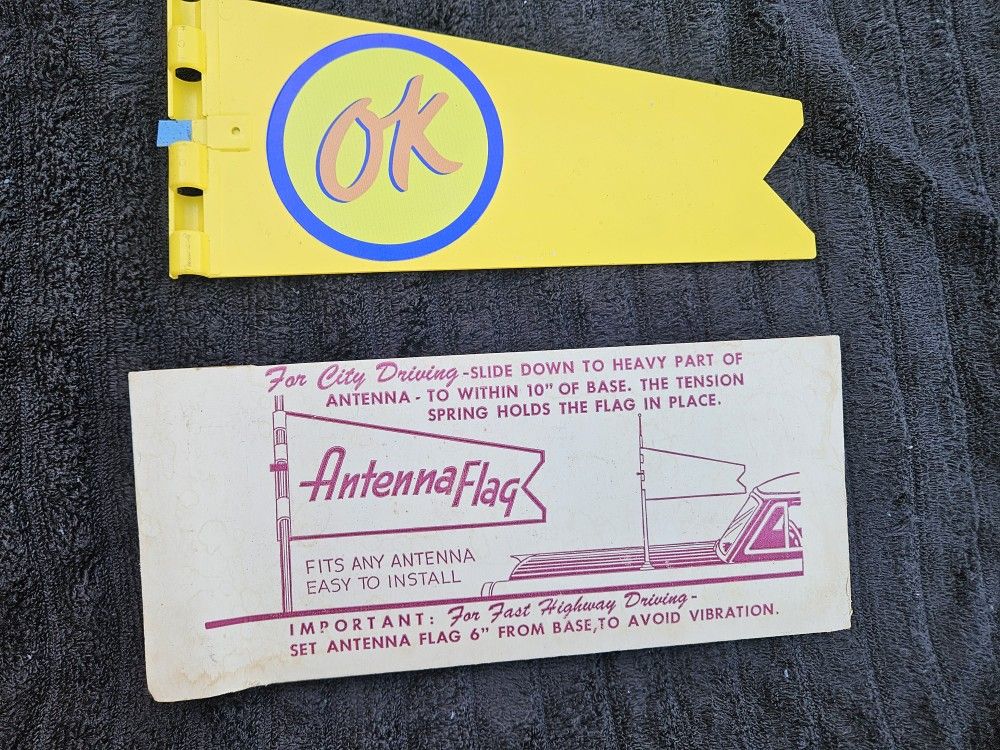 OK
For City Driving-SLIDE DOWN TO HEAVY PART OF
ANTENNA - TO WITHIN 10" OF BASE. THE TENSION
SPRING HOLDS THE FLAG IN PLACE.
Antenna Flag
FITS ANY ANTENNA
EASY TO INSTALL
IMPORTANT: For Fast Highway Driving-
SET ANTENNA FLAG 6" FROM BASE, TO AVOID VIBRATION.